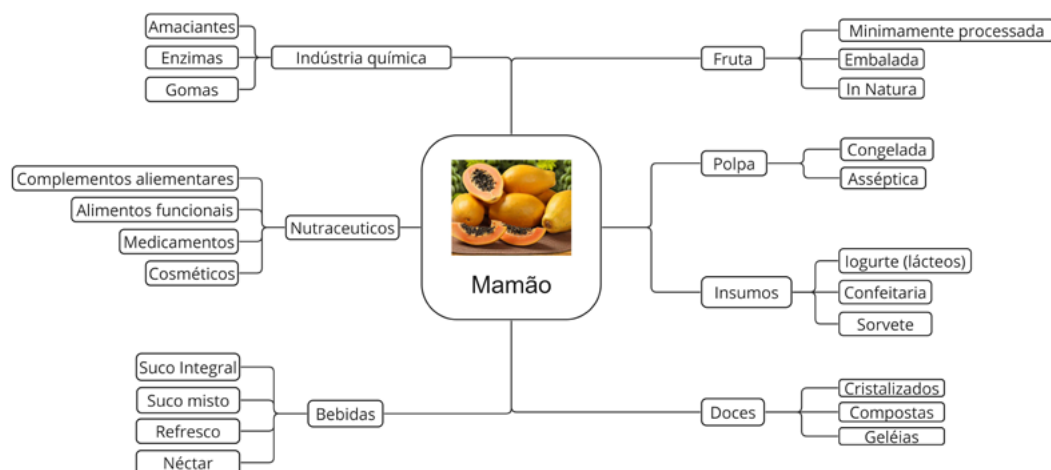 Amaciantes
Enzimas
Gomas
Indústria química
Fruta
Minimamente processada
Embalada
In Natura
Complementos aliementares
Alimentos funcionais
Medicamentos
Cosméticos
Nutraceuticos
Mamão
Polpa
Congelada
Asséptica
Insumos
Iogurte (lácteos)
Confeitaria
Sorvete
Suco Integral
Suco misto
Refresco
Néctar
Bebidas
Doces
Cristalizados
Compostas
Geléias